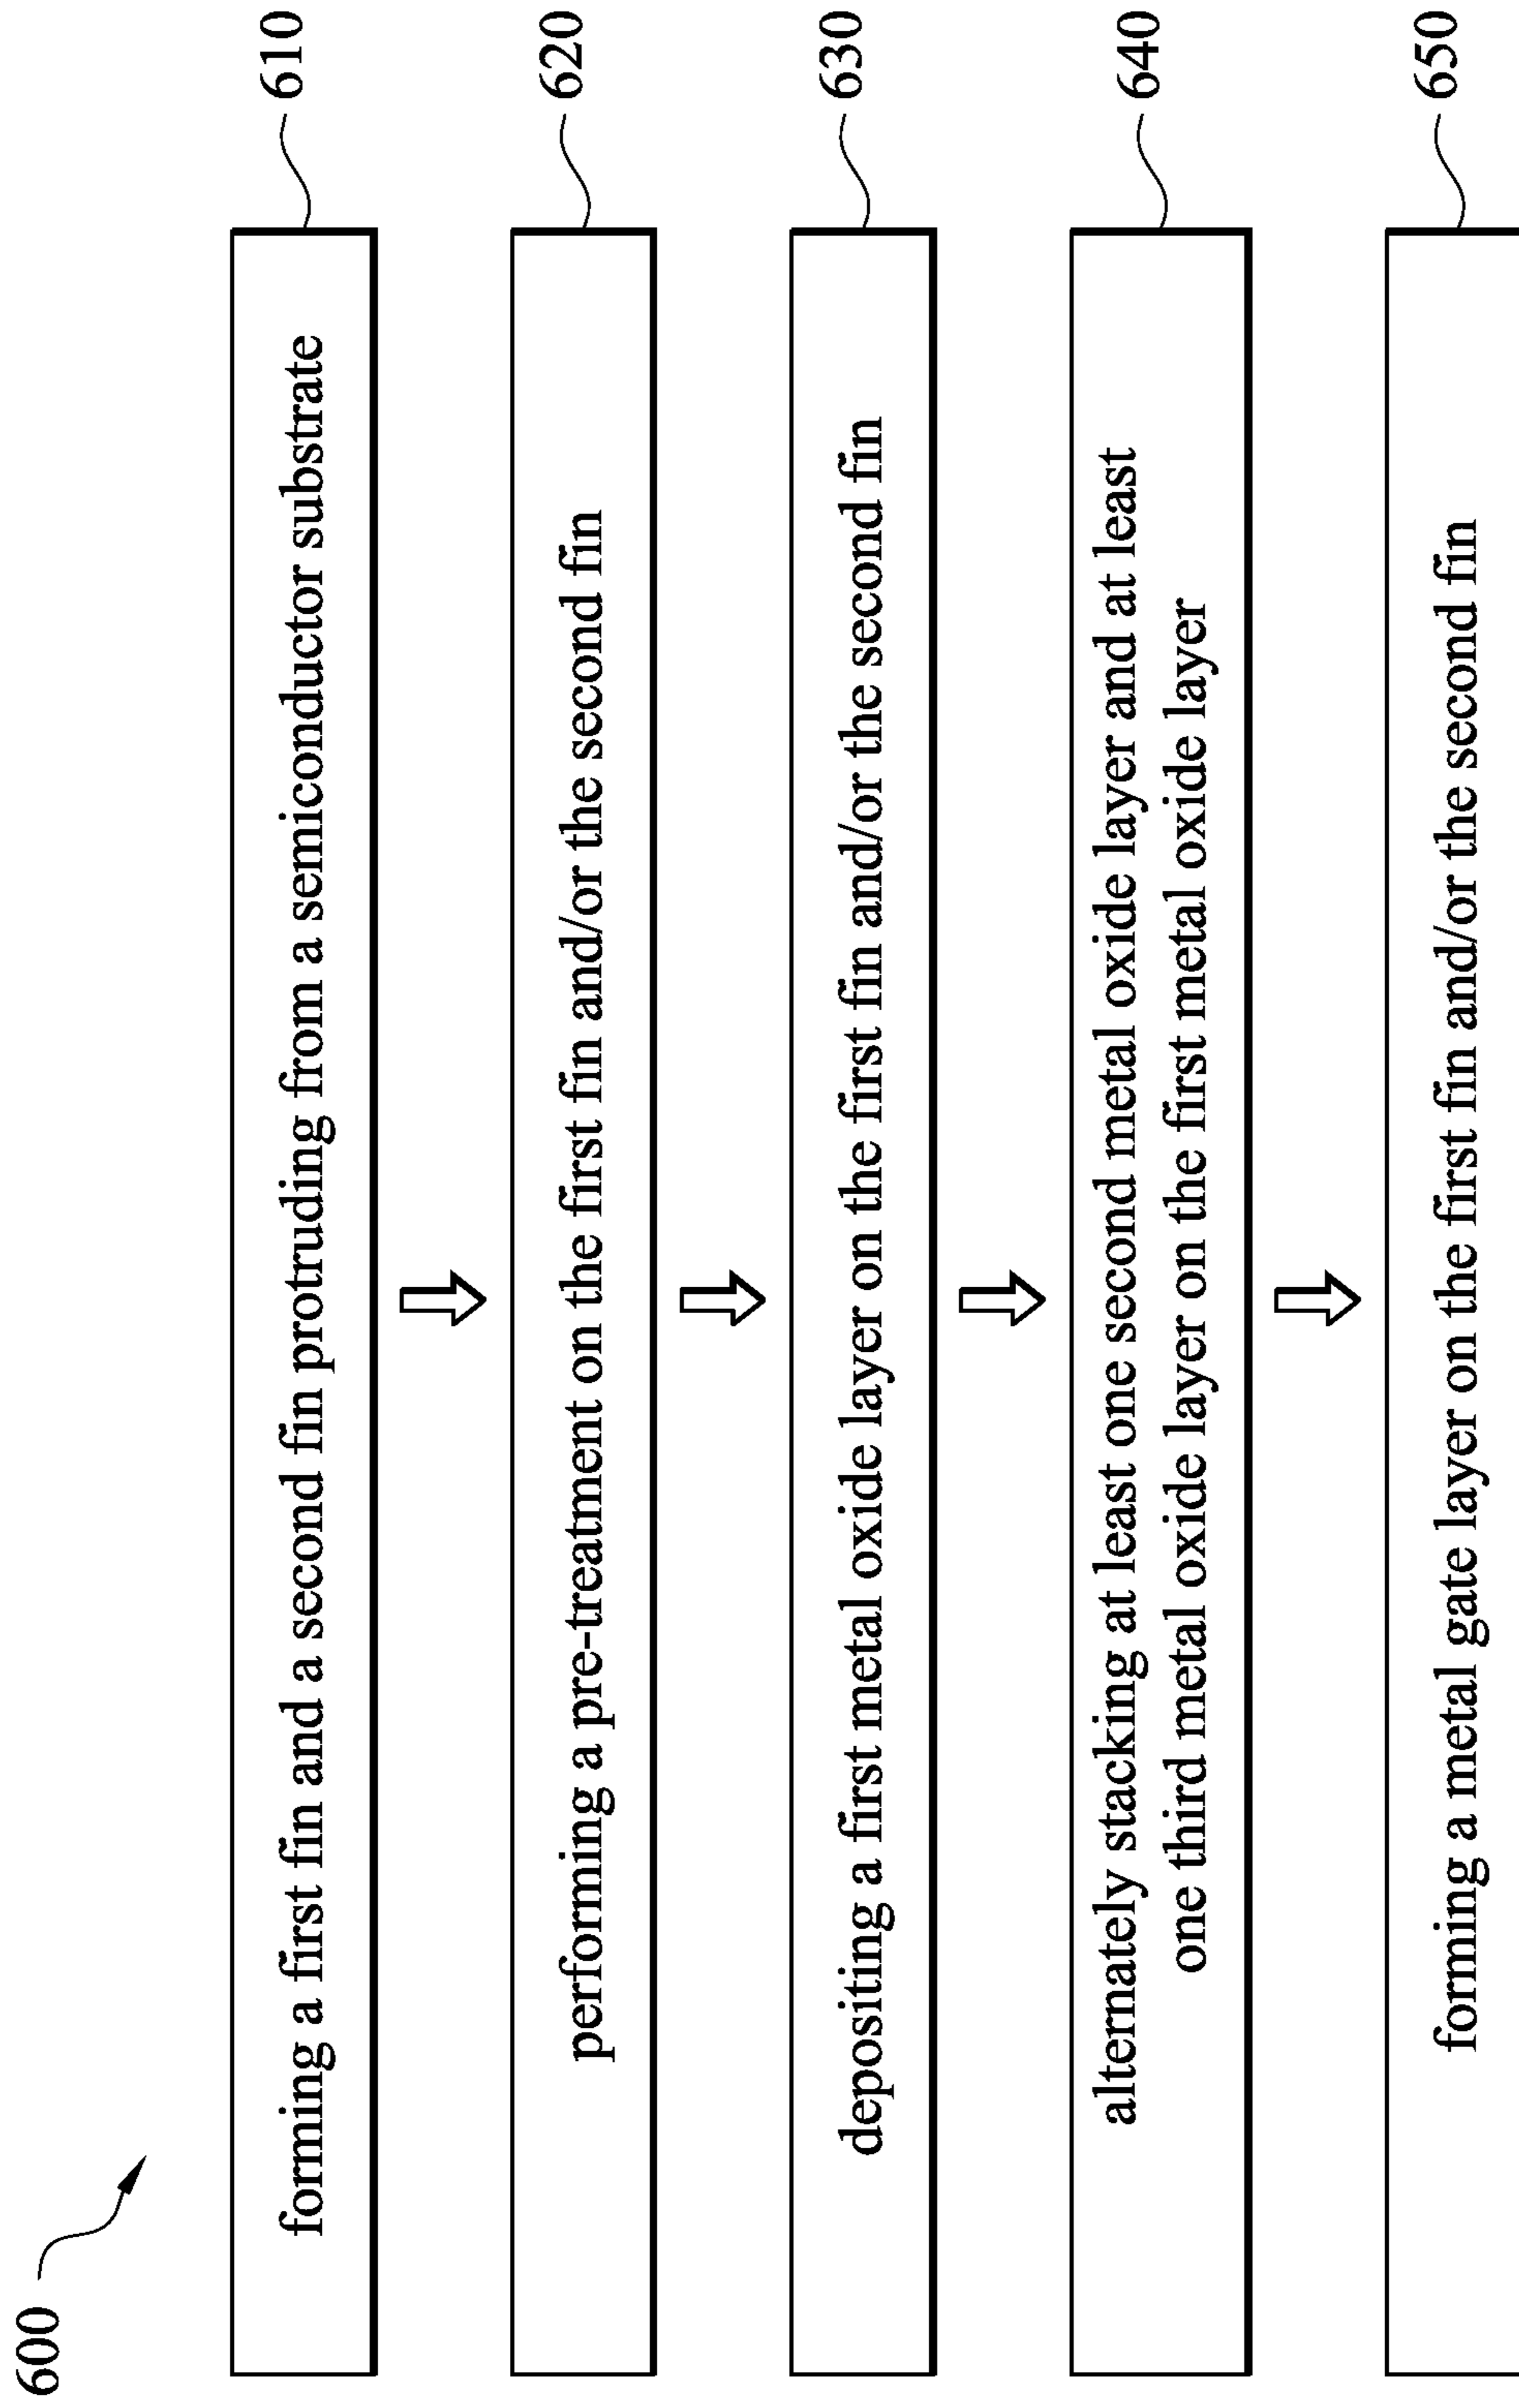 600
forming a first fin and a second fin protruding from a semiconductor substrate
610
performing a pre-treatment on the first fin and/or the second fin
620
depositing a first metal oxide layer on the first fin and/or the second fin
630
alternately stacking at least one second metal oxide layer and at least
one third metal oxide layer on the first metal oxide layer
640
forming a metal gate layer on the first fin and/or the second fin
650